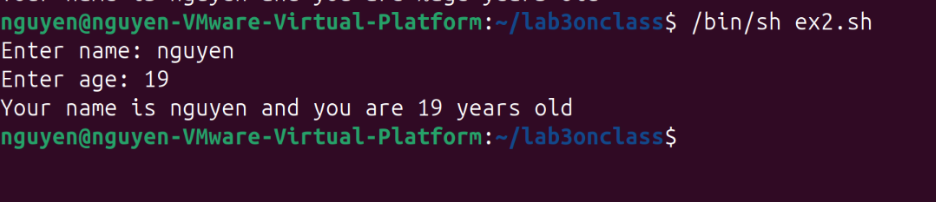 nguyen@nguyen-VMware-Virtual-Platform:~/lab3onclass$ /bin/sh ex2.sh
Enter name: nguyen
Enter age: 19
Your name is nguyen and you are 19 years old
nguyen@nguyen-VMware-Virtual-Platform:~/lab3onclass$